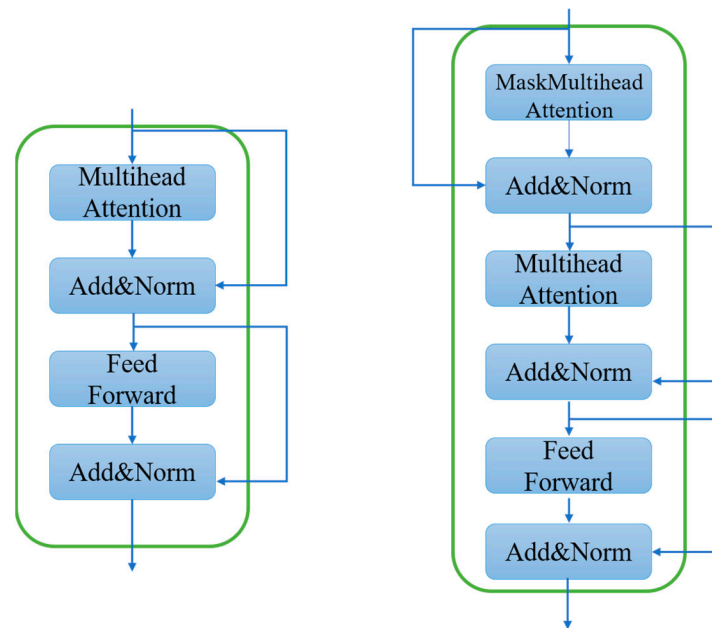 Multihead
Attention
Add&Norm
Feed
Forward
Add&Norm
MaskMultihead
Attention
Add&Norm
Multihead
Attention
Add&Norm
Feed
Forward
Add&Norm